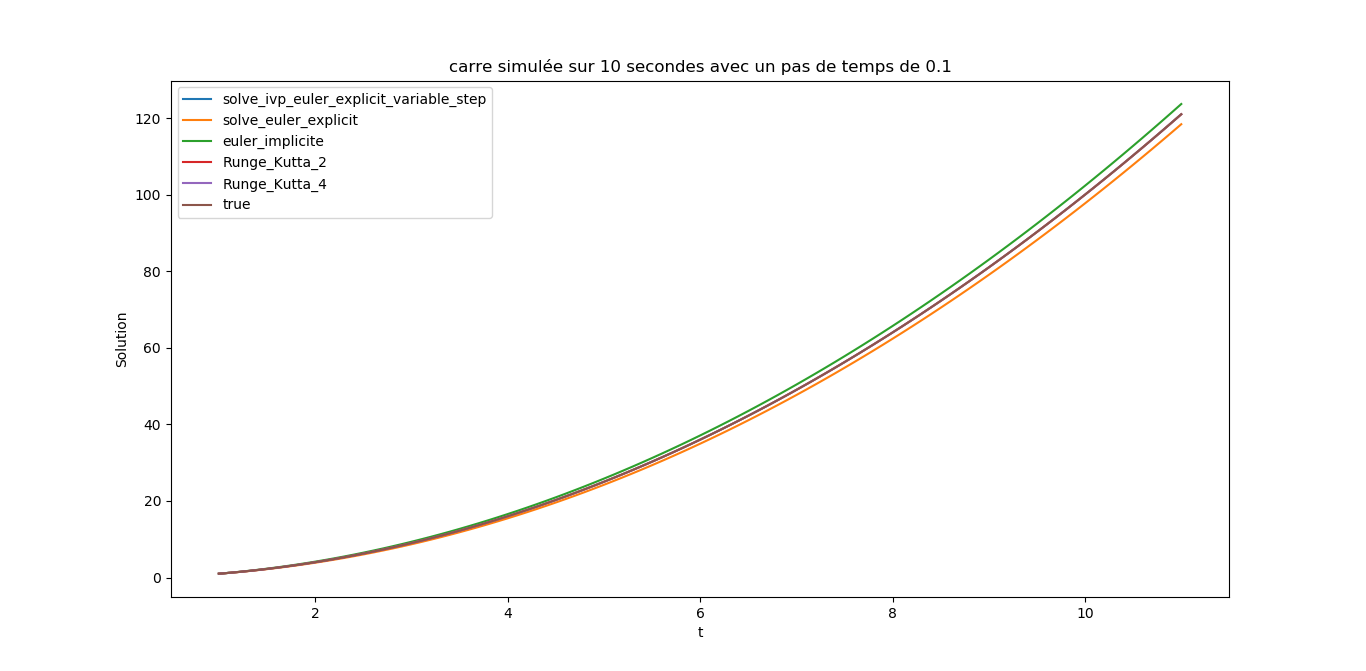 carre simulée sur 10 secondes avec un pas de temps de 0.1
solve_ivp_euler_explicit_variable_step
solve_euler_explicit
euler_implicite
Runge_Kutta_2
Runge_Kutta_4
true
120
100
80
60
40
20
0
Solution
2 4 6 8 10
t